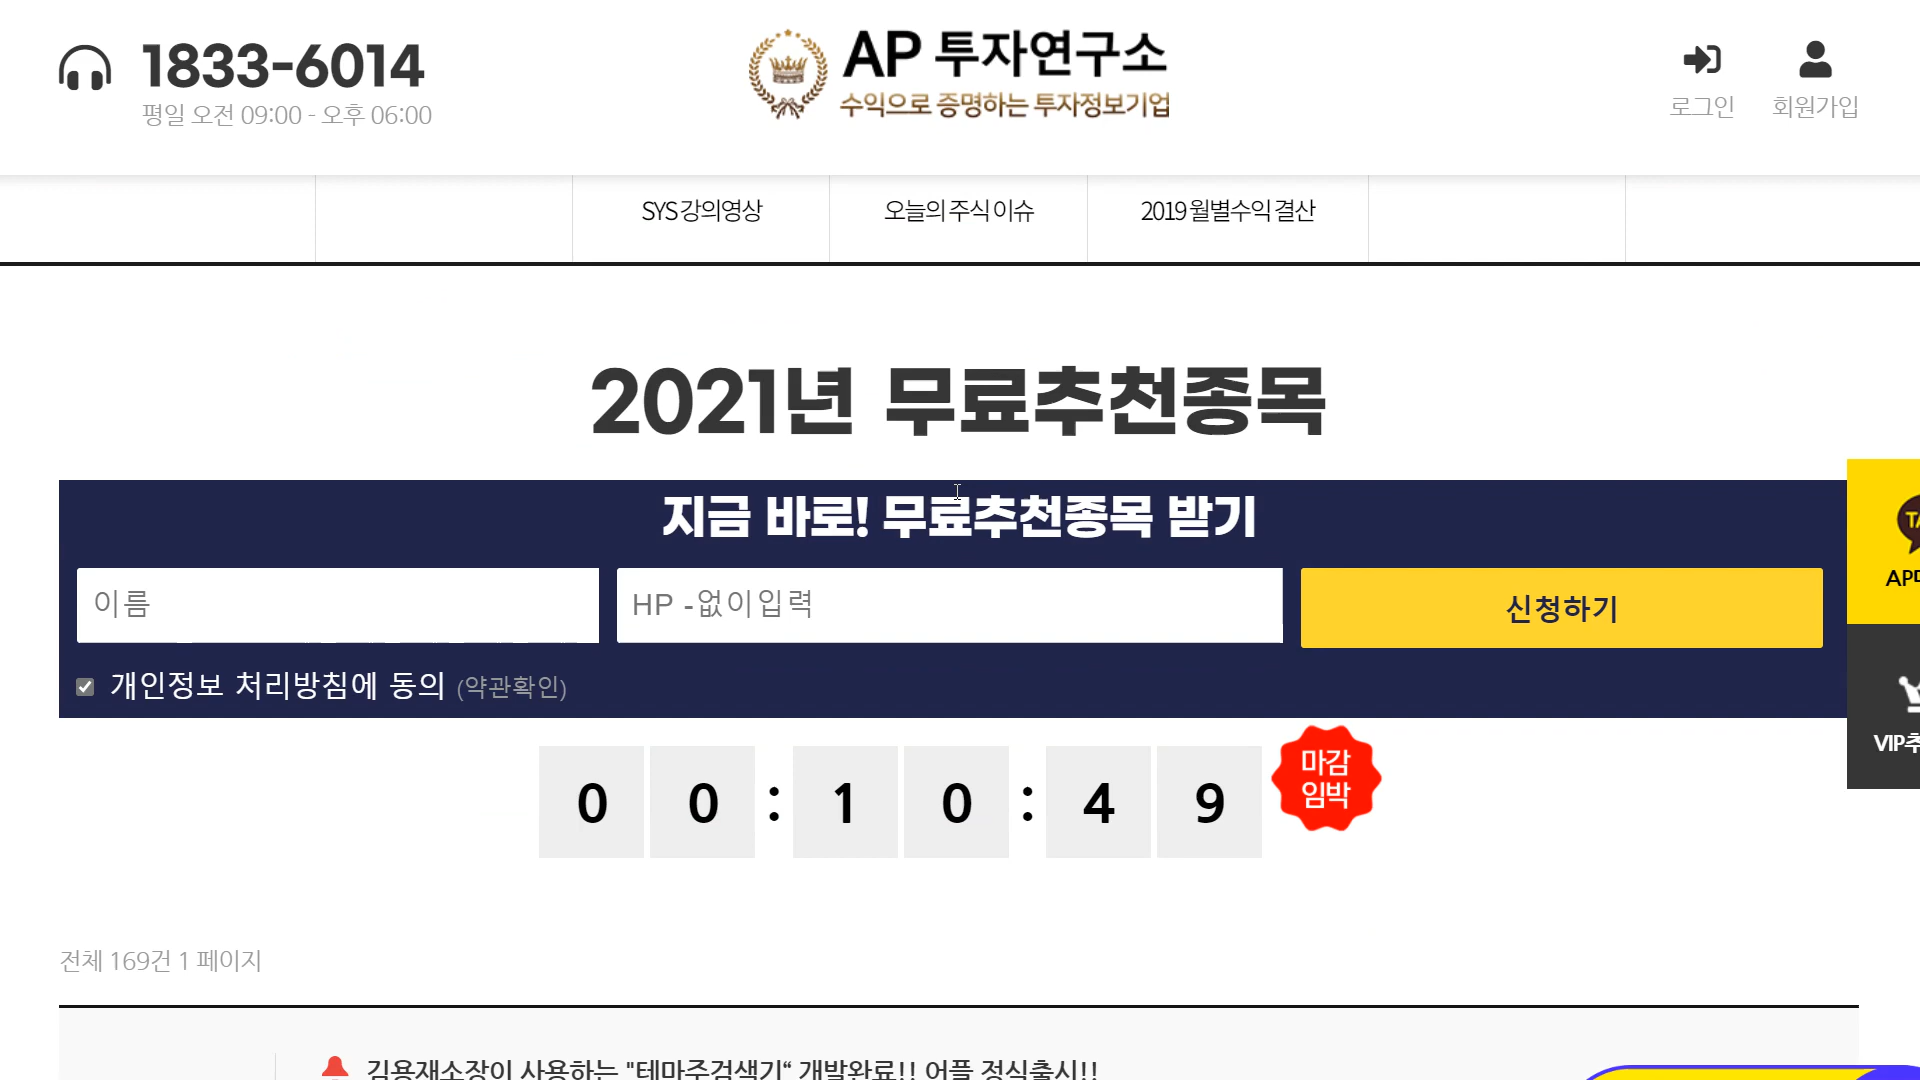 1833-6014
평일 오전 09:00 - 오후 06:00
AP 투자연구소
수익으로 증명하는 투자정보기업
로그인
회원가입
SYS 강의영상
오늘의 주식 이슈
2019 월별수익 결산
2021년 무료추천종목
지금 바로! 무료추천종목 받기
이름
HP -없이입력
신청하기
개인정보 처리방침에 동의 (약관확인)
0 0 : 1 0 : 4 9
마감
임박
전체 169건 1 페이지
김용재소장이 사용하는 "테마주검색기“ 개발완료!! 어플 정식출시!!